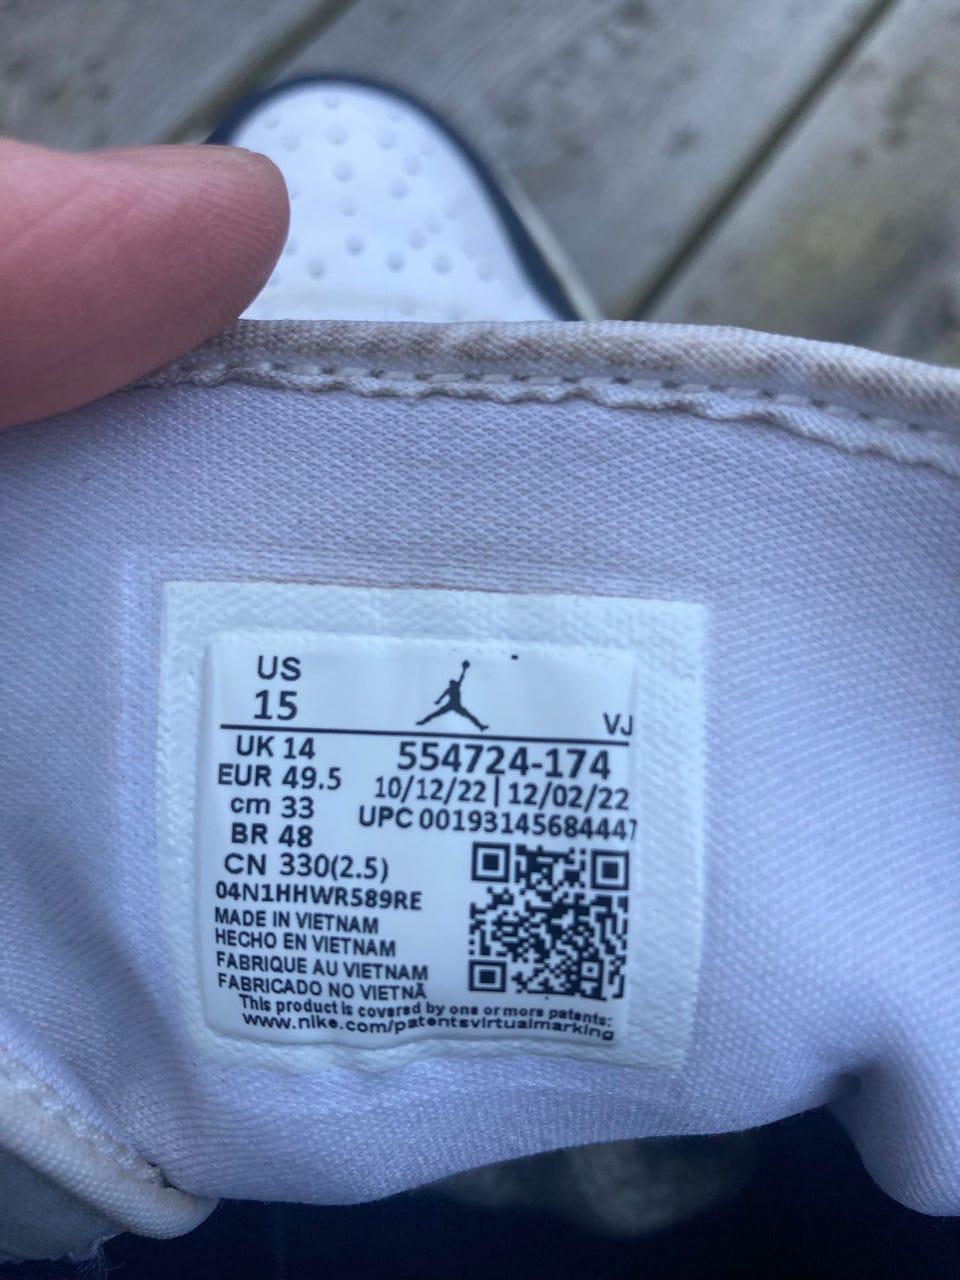 US
15
VJ
UK 14
554724-174
EUR 49.5
10/12/22 | 12/02/22
cm 33
UPC 00193145684447
BR 48
CN 330(2.5)
04N1HHWR589RE
MADE IN VIETNAM
HECHO EN VIETNAM
FABRIQUE AU VIETNAM
FABRICADO NO VIETNÃ
This product is covered by one or more patents:
www.nike.com/patentsvirtualmarking